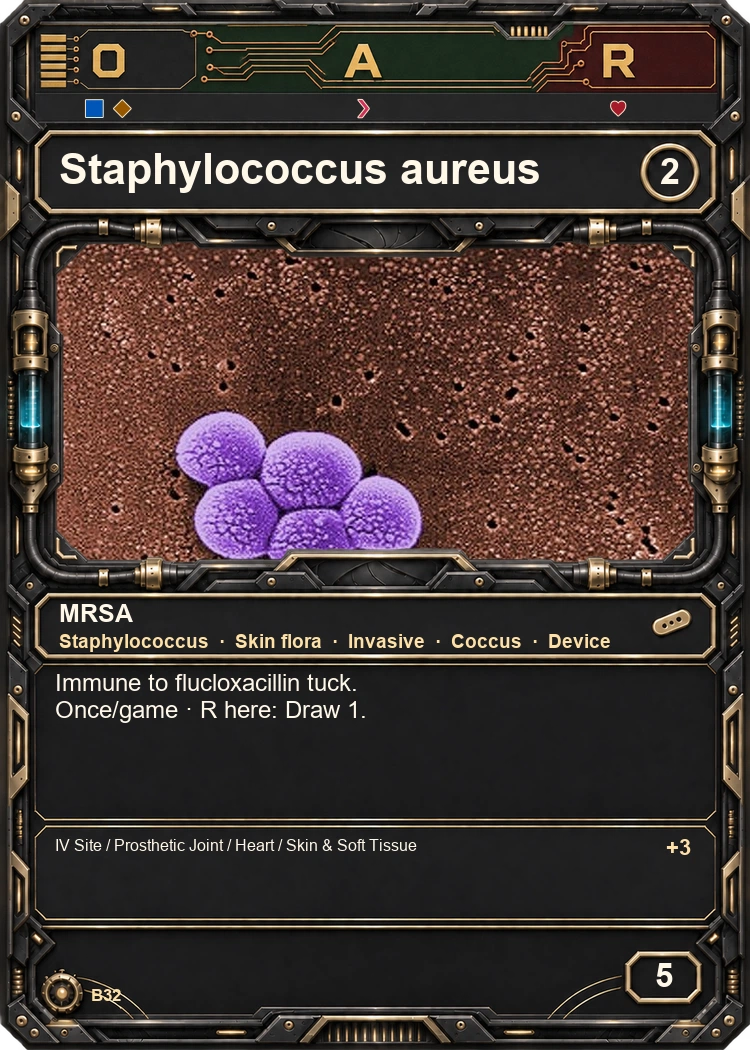 O A R
Staphylococcus aureus 2
MRSA
Staphylococcus · Skin flora · Invasive · Coccus · Device
Immune to flucloxacillin tuck.
Once/game · R here: Draw 1.
IV Site / Prosthetic Joint / Heart / Skin & Soft Tissue +3
5
B32